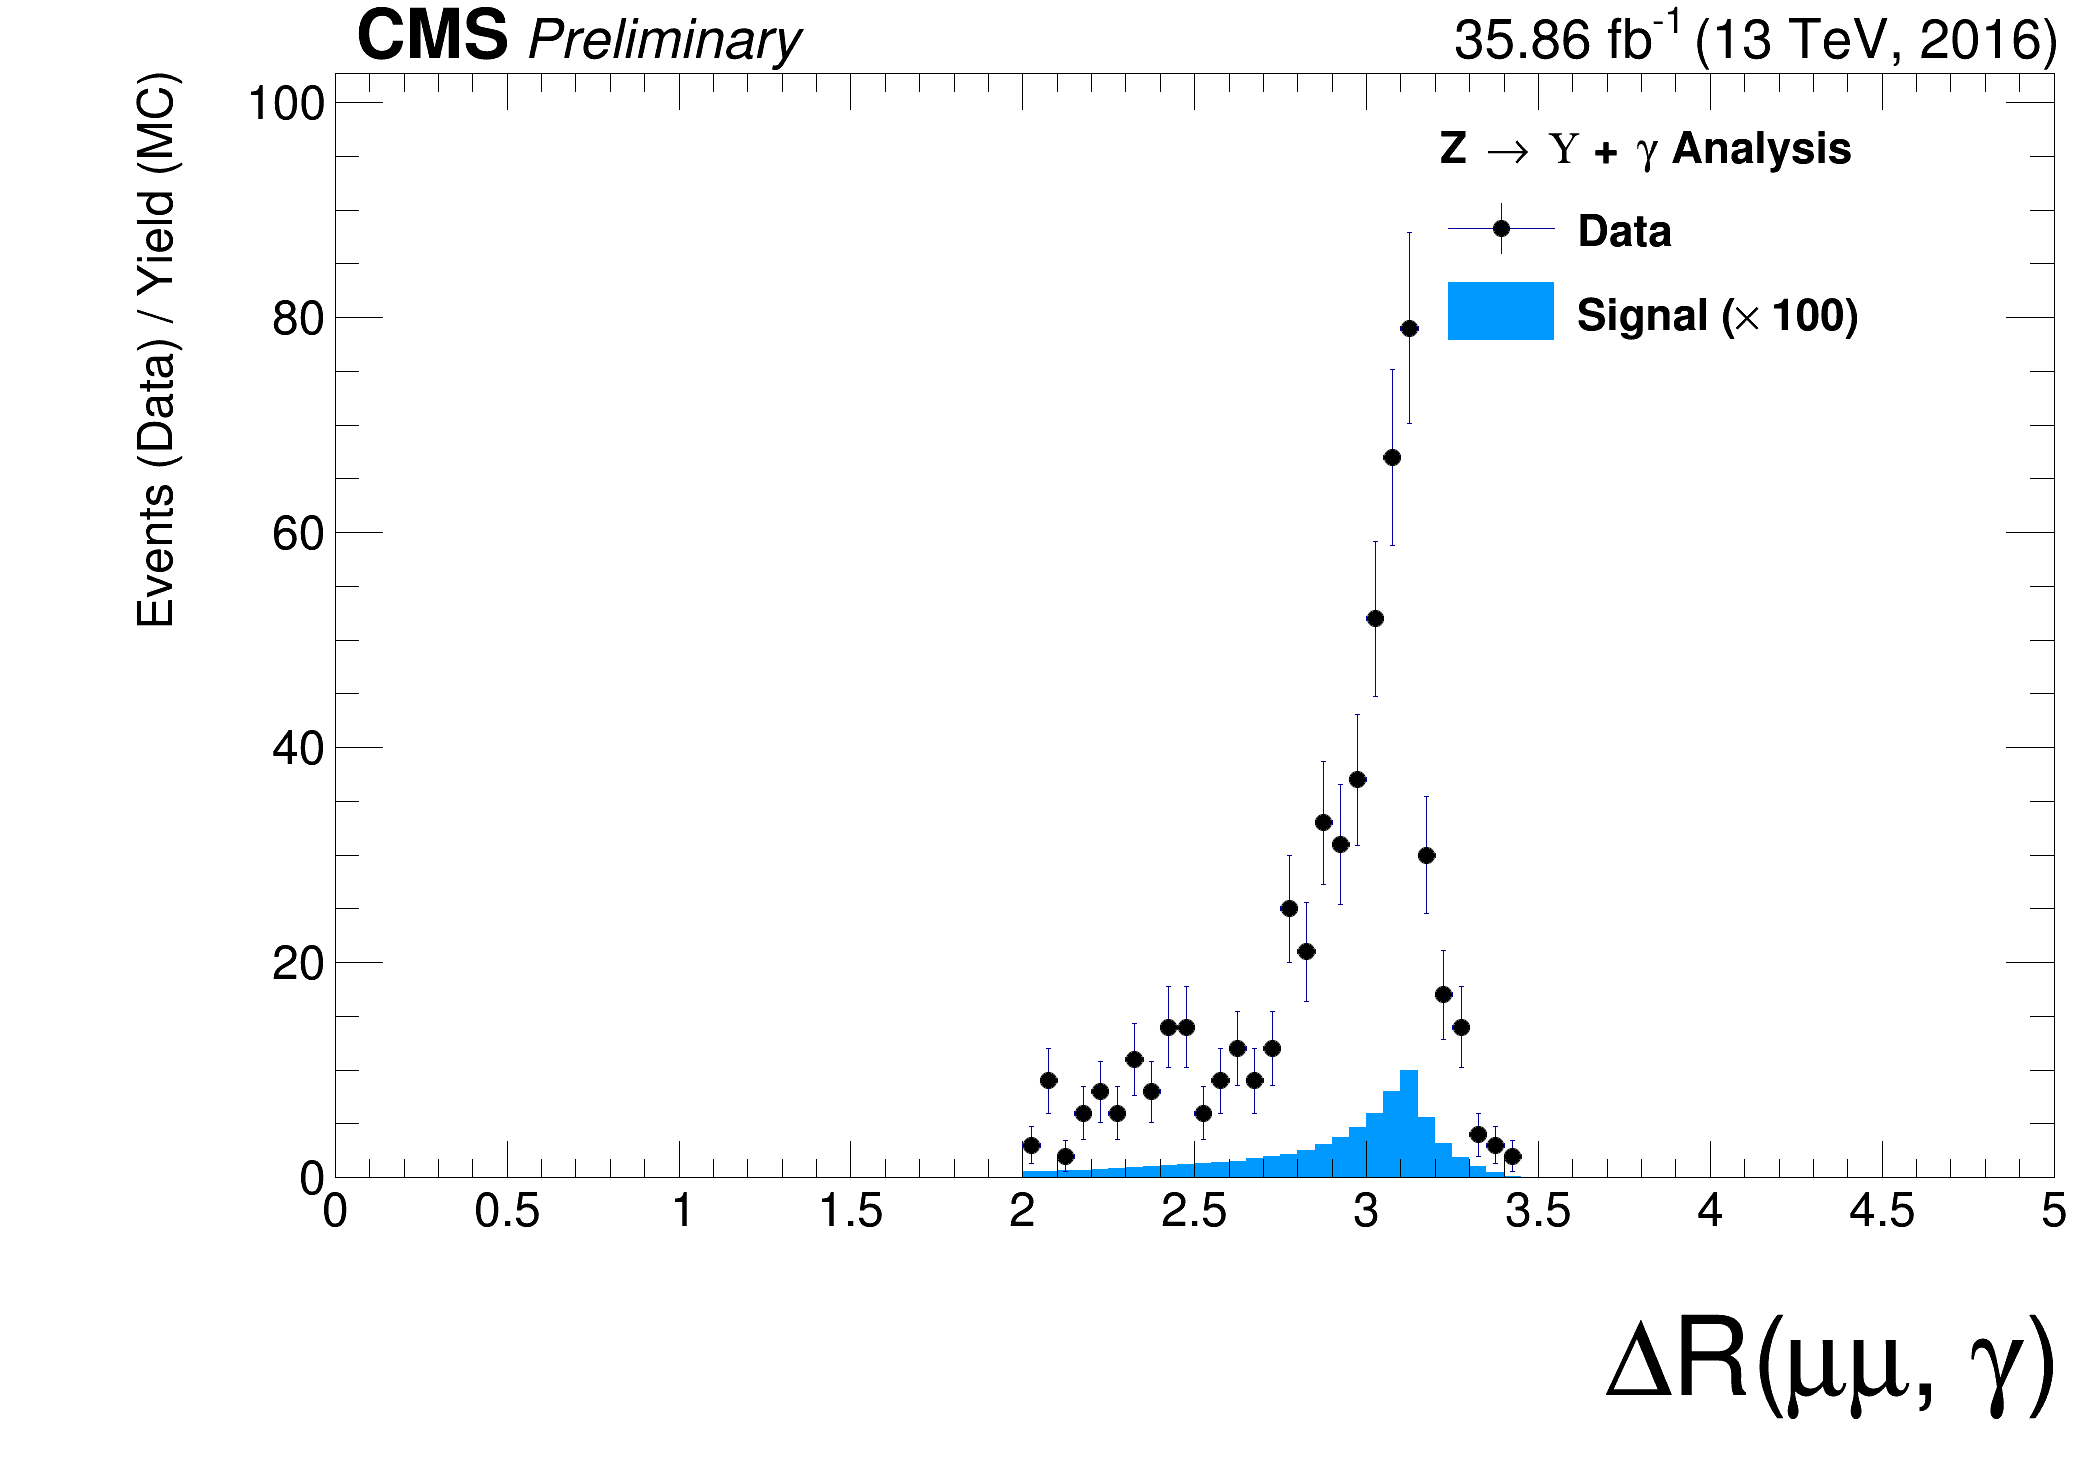 CMS Preliminary 35.86 fb⁻¹ (13 TeV, 2016)
Events (Data) / Yield (MC)
100
80
60
40
20
0
Z → ϒ + γ Analysis
Data
Signal (× 100)
0 0.5 1 1.5 2 2.5 3 3.5 4 4.5 5
ΔR(μμ, γ)